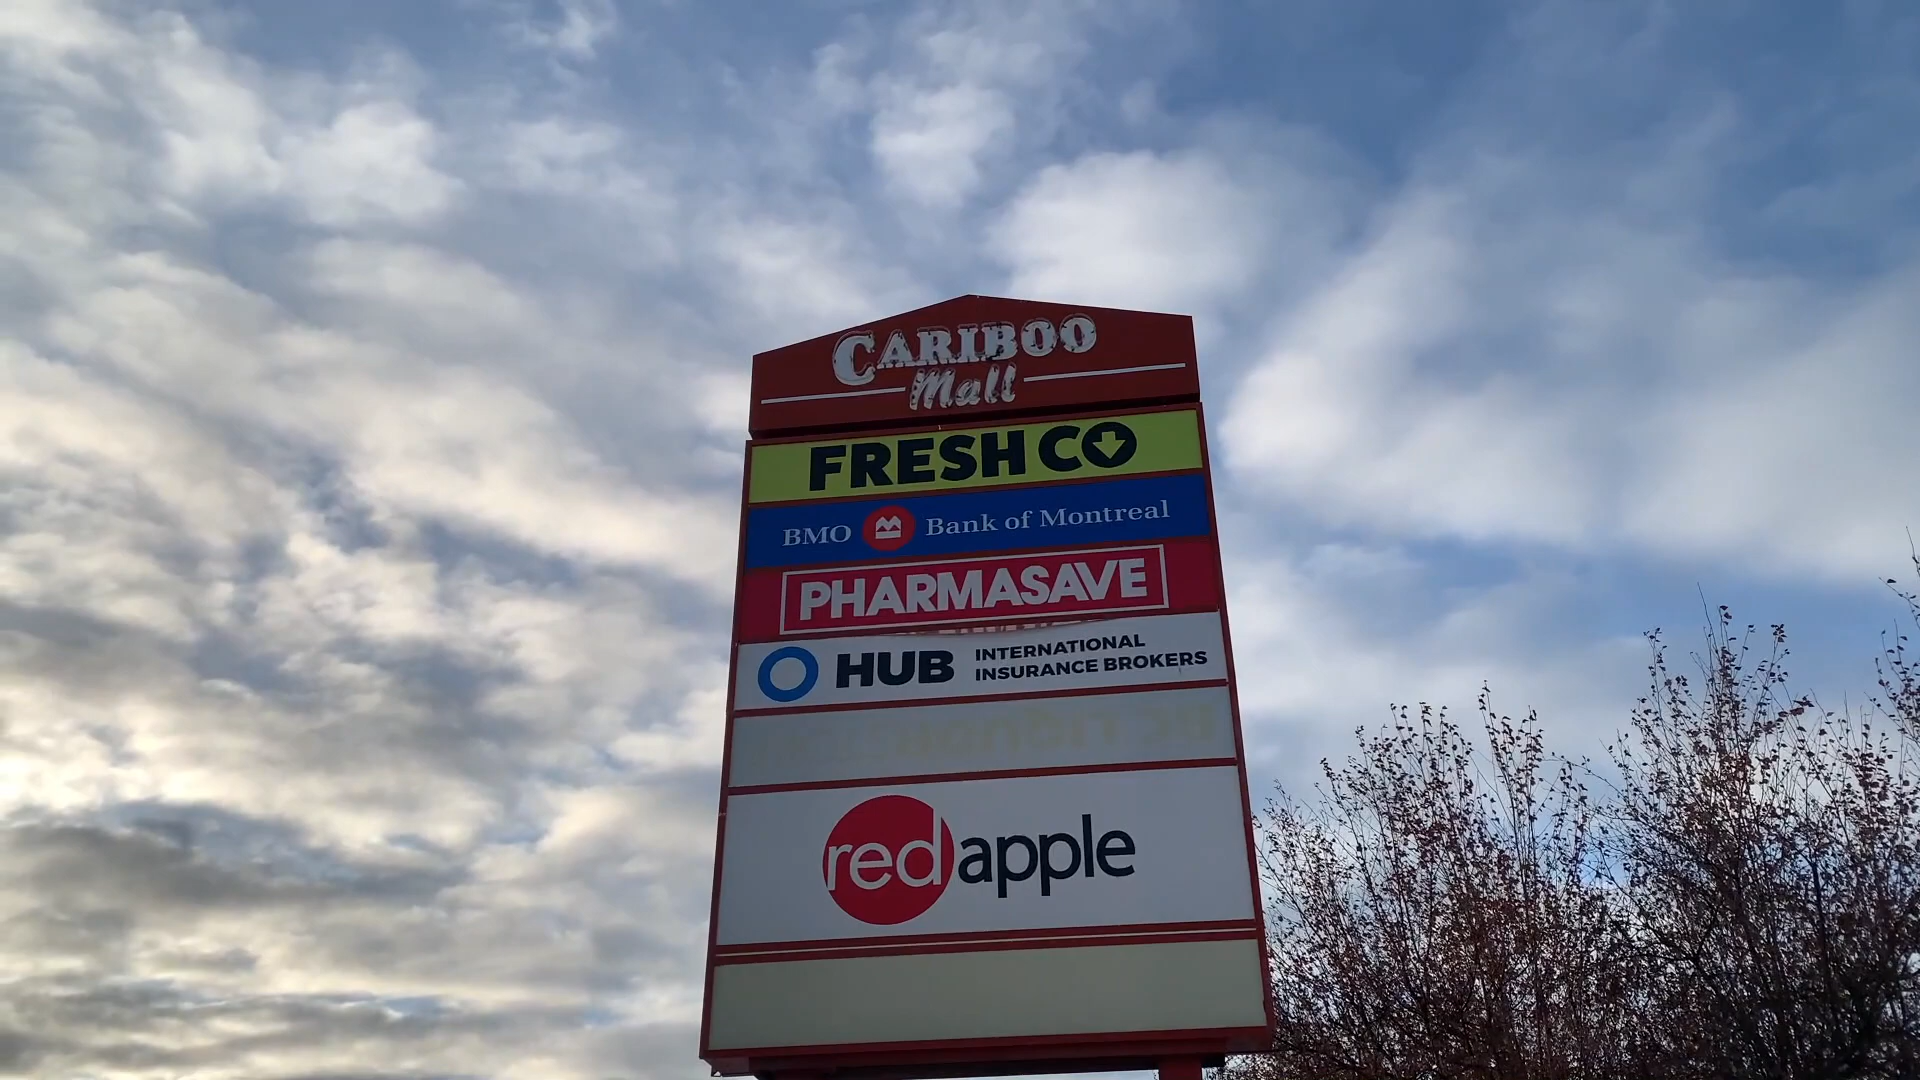 CARIBOO
Mall
FRESHCO
BMO Bank of Montreal
PHARMASAVE
HUB INTERNATIONAL
INSURANCE BROKERS
redapple